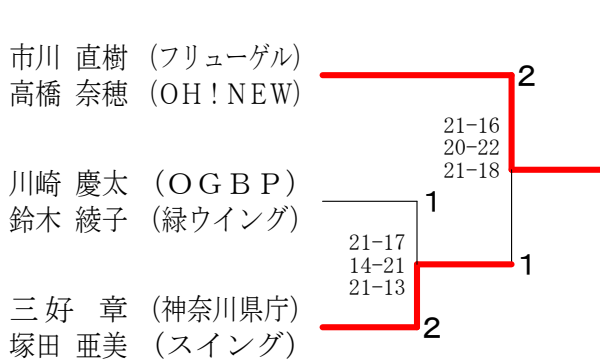 市川 直樹 (フリューゲル)
高橋 奈穂 (OH！NEW)
2
21-16
20-22
21-18
川崎 慶太 (ＯＧＢＰ)
鈴木 綾子 (緑ウイング)
1
21-17
14-21
21-13
1
三好 章 (神奈川県庁)
塚田 亜美 (スイング)
2